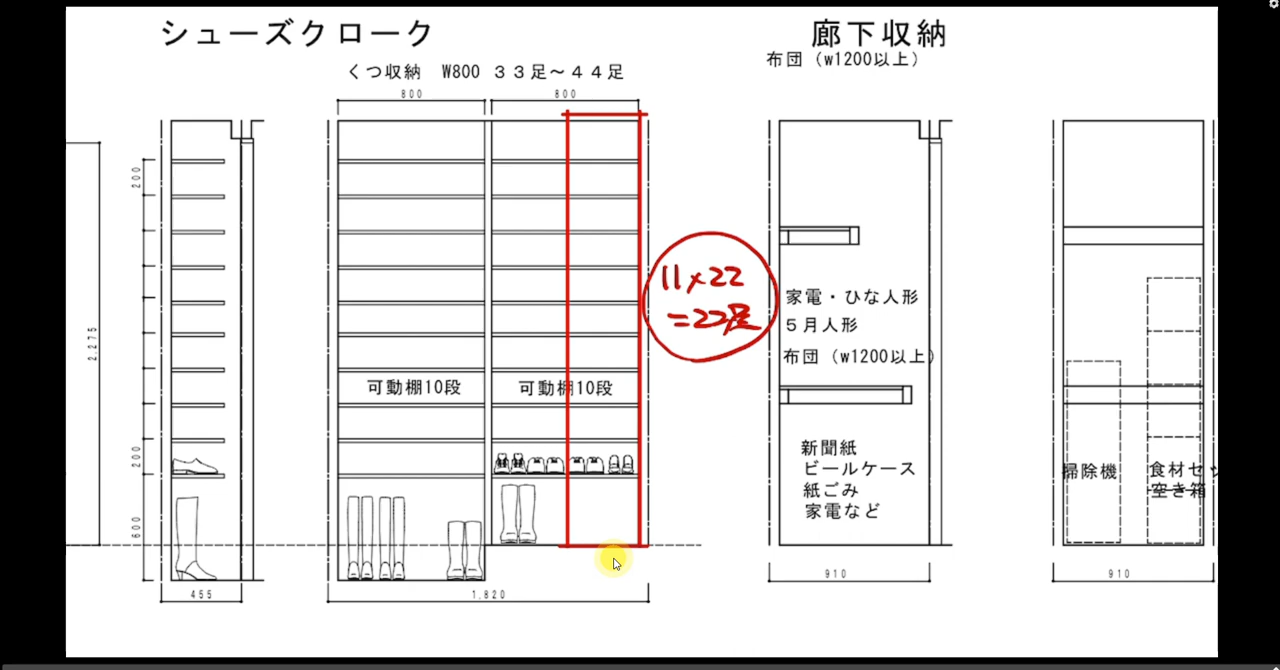 シューズクローク
くつ収納　W800 ３３足～４４足
800
800
200
2,275
200
600
可動棚10段
可動棚10段
455
1,820
11×22
=22足
廊下収納
布団（w1200以上）
家電・ひな人形
５月人形
布団（w1200以上）
新聞紙
ビールケース
紙ごみ
家電など
910
掃除機
食材セッ
空き箱
910